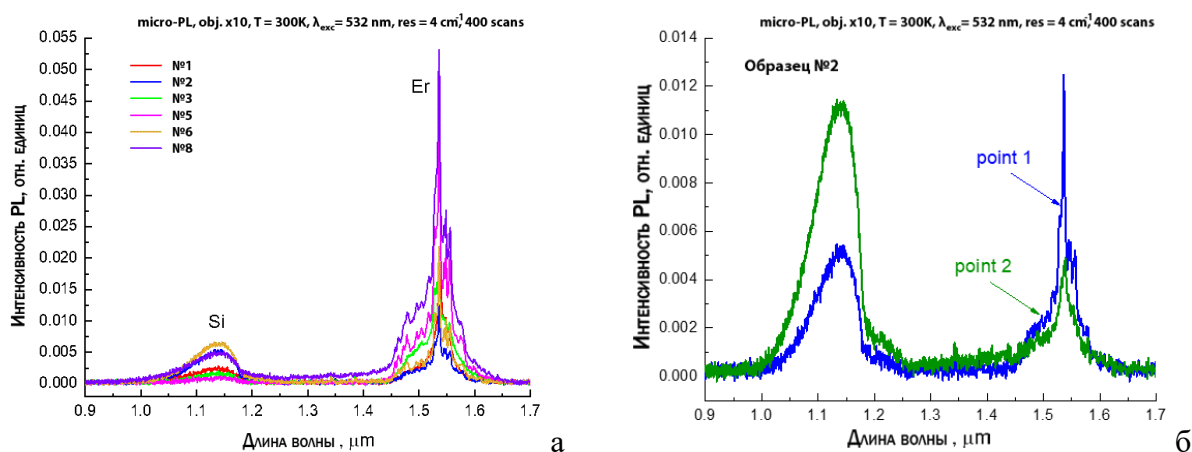 micro-PL, obj. x10, T = 300K, λexc= 532 nm, res = 4 cm-1, 400 scans
Интенсивность PL, отн. единиц
0.055
0.050
0.045
0.040
0.035
0.030
0.025
0.020
0.015
0.010
0.005
0.000
№1
№2
№3
№5
№6
№8
Er
Si
0.9 1.0 1.1 1.2 1.3 1.4 1.5 1.6 1.7
Длина волны , μm
а
micro-PL, obj. x10, T = 300K, λexc= 532 nm, res = 4 cm-1, 400 scans
Интенсивность PL, отн. единиц
0.014
0.012
0.010
0.008
0.006
0.004
0.002
0.000
Образец №2
point 1
point 2
0.9 1.0 1.1 1.2 1.3 1.4 1.5 1.6 1.7
Длина волны , μm
б